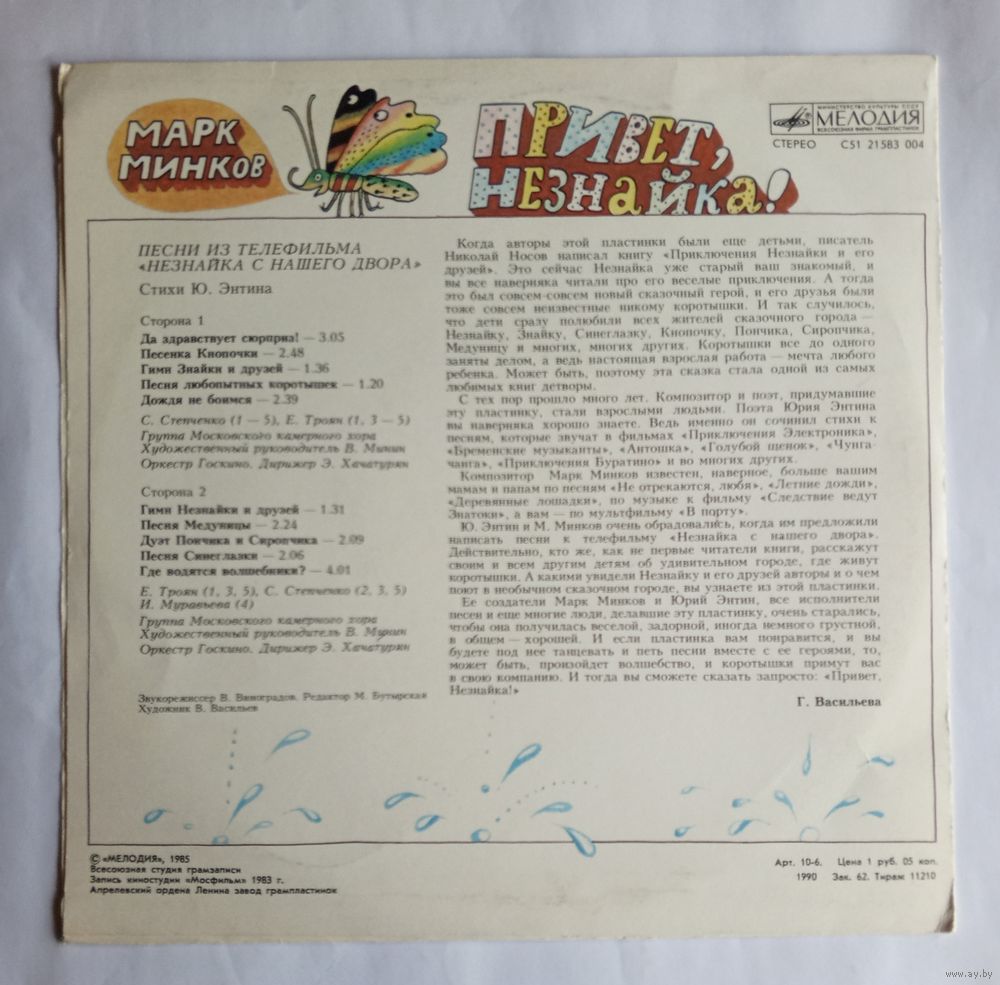 МАРК
МИНКОВ
ПРИВЕТ,
НЕЗНАЙКА!
МИНИСТЕРСТВО КУЛЬТУРЫ СССР
МЕЛОДИЯ
ВСЕСОЮЗНАЯ ФИРМА ГРАМПЛАСТИНОК
СТЕРЕО С51 21583 004
ПЕСНИ ИЗ ТЕЛЕФИЛЬМА
«НЕЗНАЙКА С НАШЕГО ДВОРА»
Стихи Ю. Энтина
Сторона 1
Да здравствует сюрприз! — 3.05
Песенка Кнопочки — 2.48
Гимн Знайки и друзей — 1.36
Песня любопытных коротышек — 1.20
Дождя не боимся — 2.39
С. Степченко (1 — 5), Е. Троян (1, 3 — 5)
Группа Московского камерного хора
Художественный руководитель В. Минин
Оркестр Госкино. Дирижер Э. Хачатурян
Сторона 2
Гимн Незнайки и друзей — 1.31
Песня Медуницы — 2.24
Дуэт Пончика и Сиропчика — 2.09
Песня Синеглазки — 2.06
Где водятся волшебники? — 4.01
Е. Троян (1, 3, 5), С. Степченко (2, 3, 5)
И. Муравьева (4)
Группа Московского камерного хора
Художественный руководитель В. Минин
Оркестр Госкино. Дирижер Э. Хачатурян
Звукорежиссер В. Виноградов. Редактор М. Бутырская
Художник В. Васильев
Когда авторы этой пластинки были еще детьми, писатель
Николай Носов написал книгу «Приключения Незнайки и его
друзей». Это сейчас Незнайка уже старый ваш знакомый, и
вы все наверняка читали про его веселые приключения. А тогда
это был совсем-совсем новый сказочный герой, и его друзья были
тоже совсем неизвестные никому коротышки. И так случилось,
что дети сразу полюбили всех жителей сказочного города —
Незнайку, Знайку, Синеглазку, Кнопочку, Пончика, Сиропчика,
Медуницу и многих, многих других. Коротышки все до одного
заняты делом, а ведь настоящая взрослая работа — мечта любого
ребенка. Может быть, поэтому эта сказка стала одной из самых
любимых книг детворы.
С тех пор прошло много лет. Композитор и поэт, придумавшие
эту пластинку, стали взрослыми людьми. Поэта Юрия Энтина
вы наверняка хорошо знаете. Ведь именно он сочинил стихи к
песням, которые звучат в фильмах «Приключения Электроника»,
«Бременские музыканты», «Антошка», «Голубой щенок», «Чунга-
чанга», «Приключения Буратино» и во многих других.
Композитор Марк Минков известен, наверное, больше вашим
мамам и папам по песням «Не отрекаются, любя», «Летние дожди»,
«Деревянные лошадки», по музыке к фильму «Следствие ведут
Знатоки», а вам — по мультфильму «В порту».
Ю. Энтин и М. Минков очень обрадовались, когда им предложили
написать песни к телефильму «Незнайка с нашего двора».
Действительно, кто же, как не первые читатели книги, расскажут
своим и всем другим детям об удивительном городе, где живут
коротышки. А какими увидели Незнайку и его друзей авторы и о чем
поют в необычном сказочном городе, вы узнаете из этой пластинки.
Ее создатели Марк Минков и Юрий Энтин, все исполнители
песен и еще многие люди, делавшие эту пластинку, очень старались,
чтобы она получилась веселой, задорной, иногда немного грустной,
в общем — хорошей. И если пластинка вам понравится, и вы
будете под нее танцевать и петь песни вместе с ее героями, то,
может быть, произойдет волшебство, и коротышки примут вас
в свою компанию. И тогда вы сможете сказать запросто: «Привет,
Незнайка!»
Г. Васильева
© «МЕЛОДИЯ», 1985
Всесоюзная студия грамзаписи
Запись киностудии «Мосфильм» 1983 г.
Апрелевский ордена Ленина завод грампластинок
Арт. 10-6. Цена 1 руб. 05 коп.
1990 Зак. 62. Тираж 11210
www.ay.by